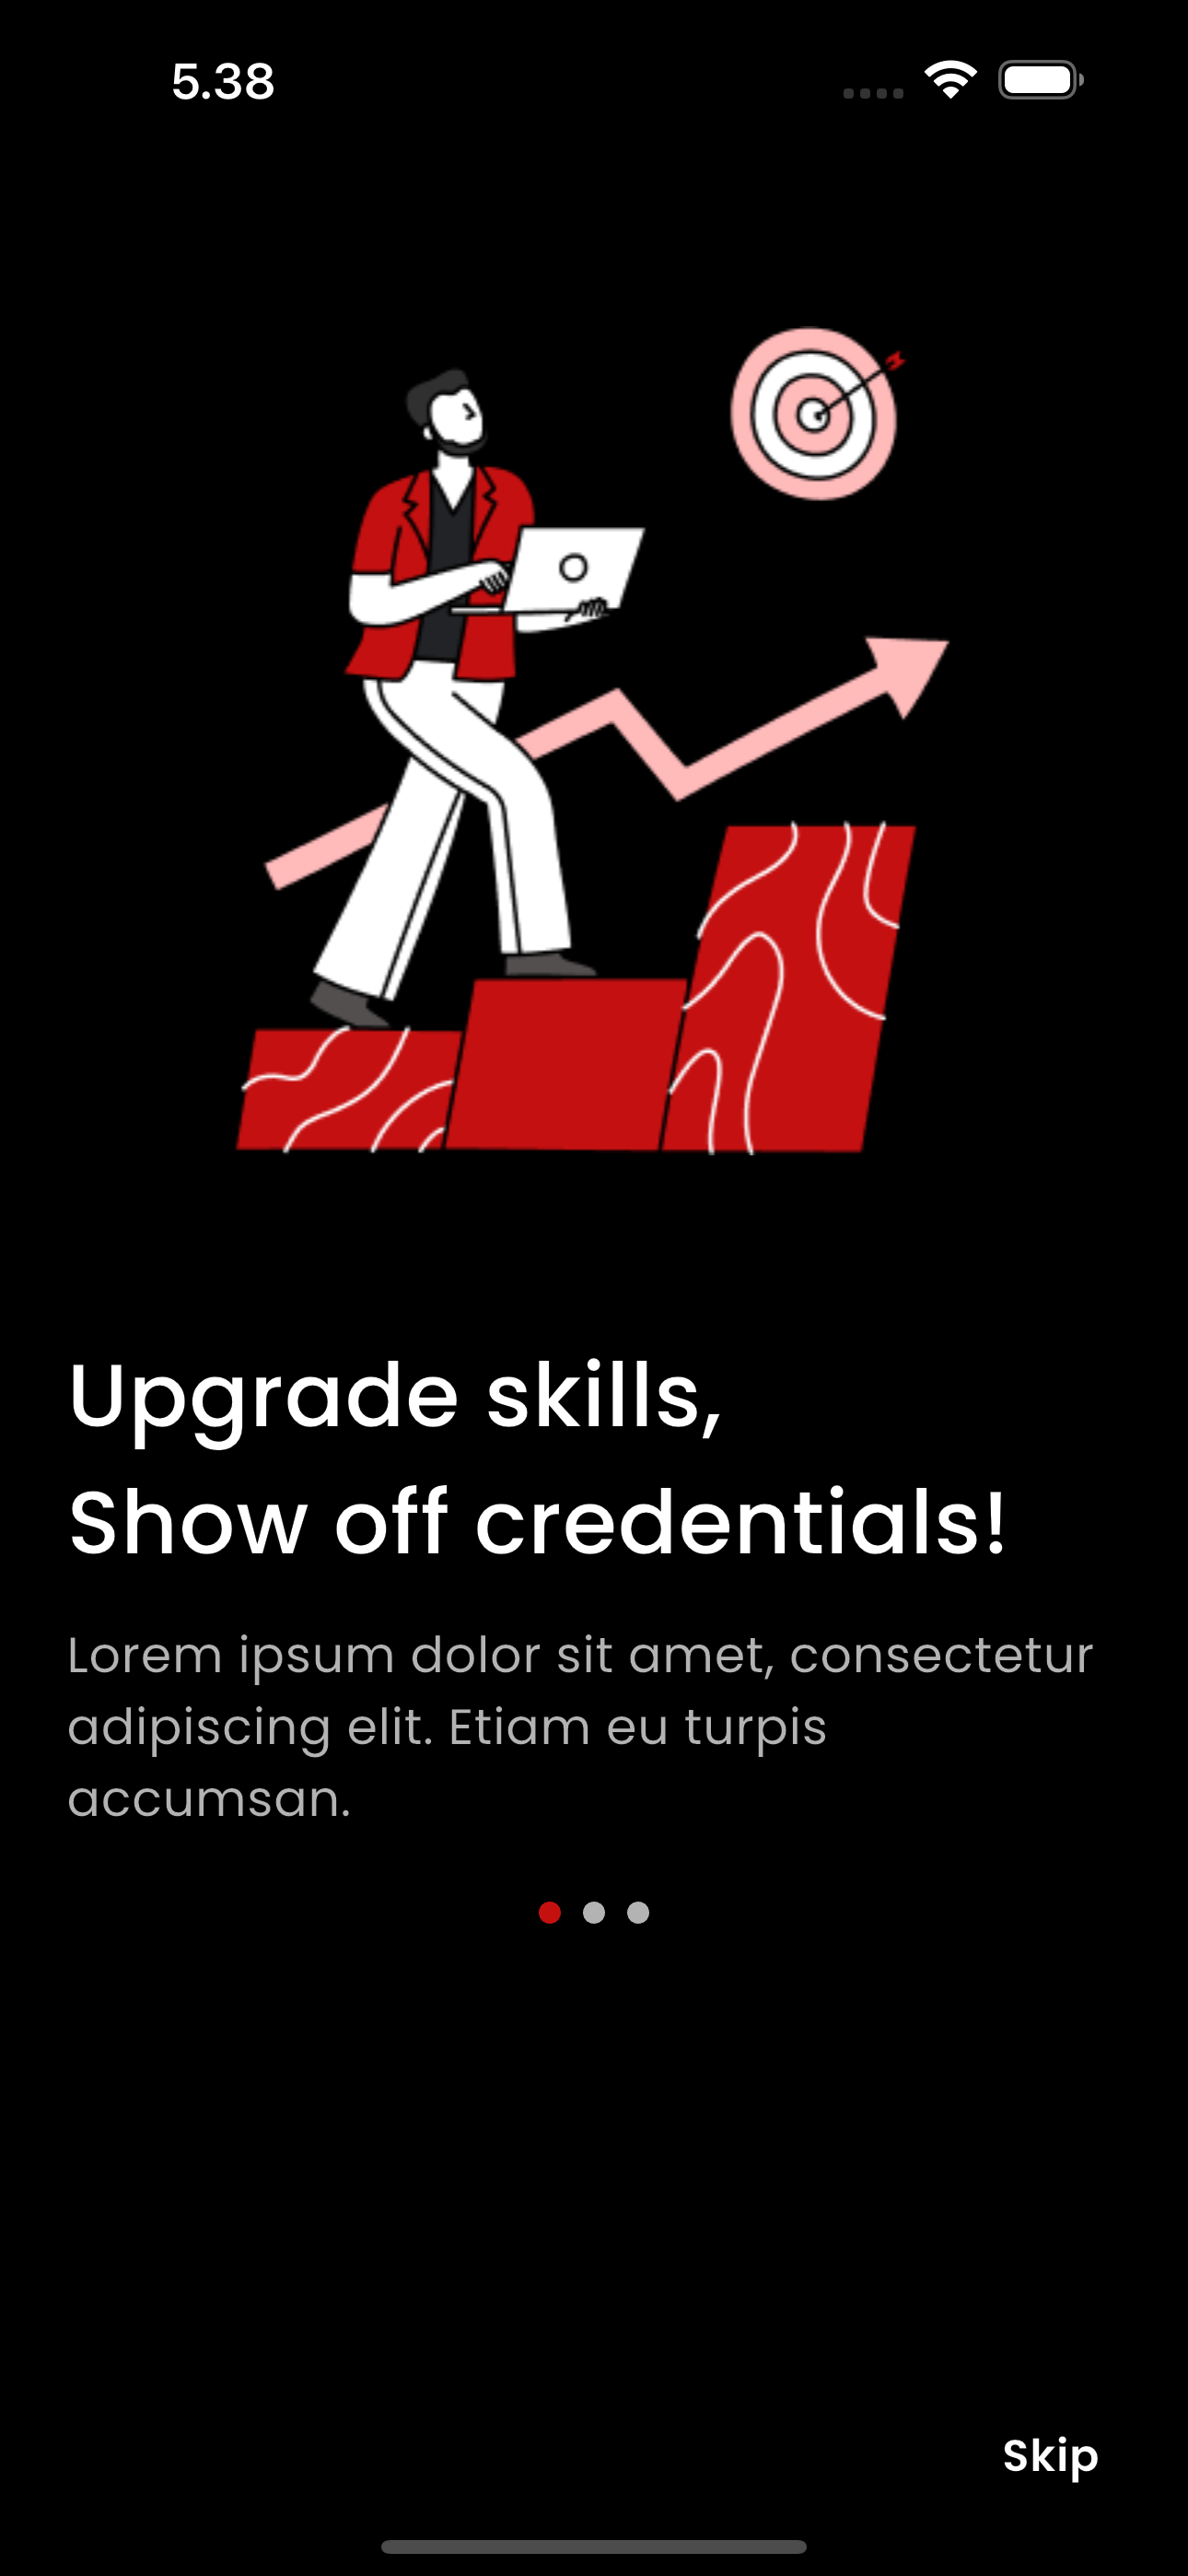 5.38
Upgrade skills,
Show off credentials!
Lorem ipsum dolor sit amet, consectetur
adipiscing elit. Etiam eu turpis
accumsan.
Skip